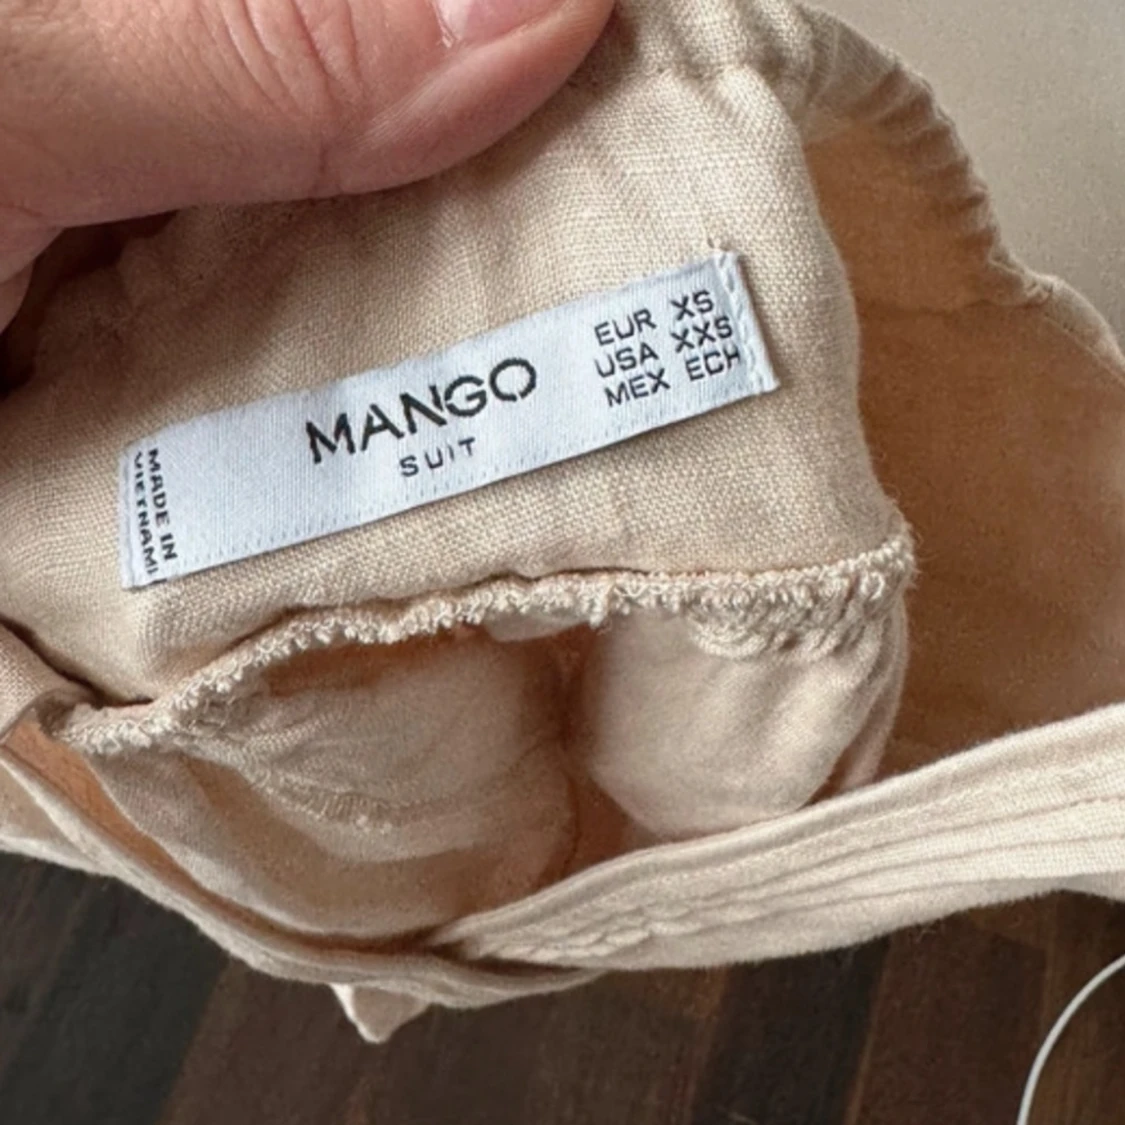 MANGO
SUIT
EUR XS
USA XXS
MEX ECH
MADE IN
VIETNAM